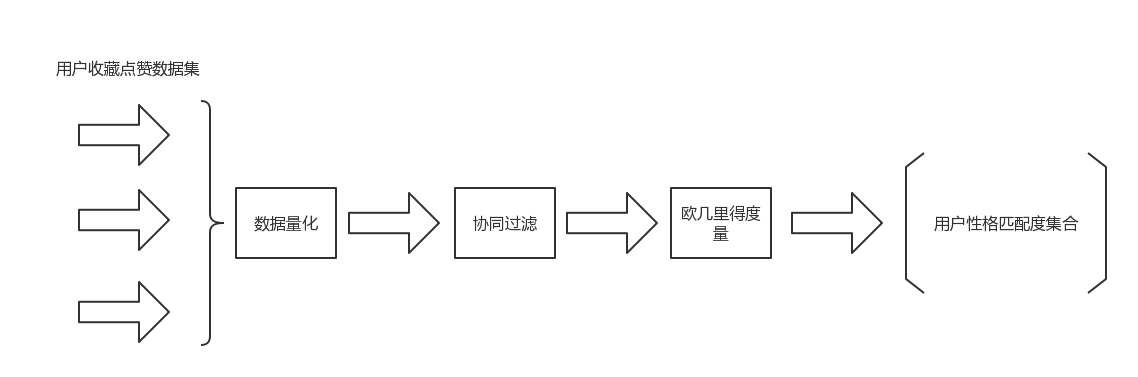 用户收藏点赞数据集
数据量化
协同过滤
欧几里得度
量
用户性格匹配度集合